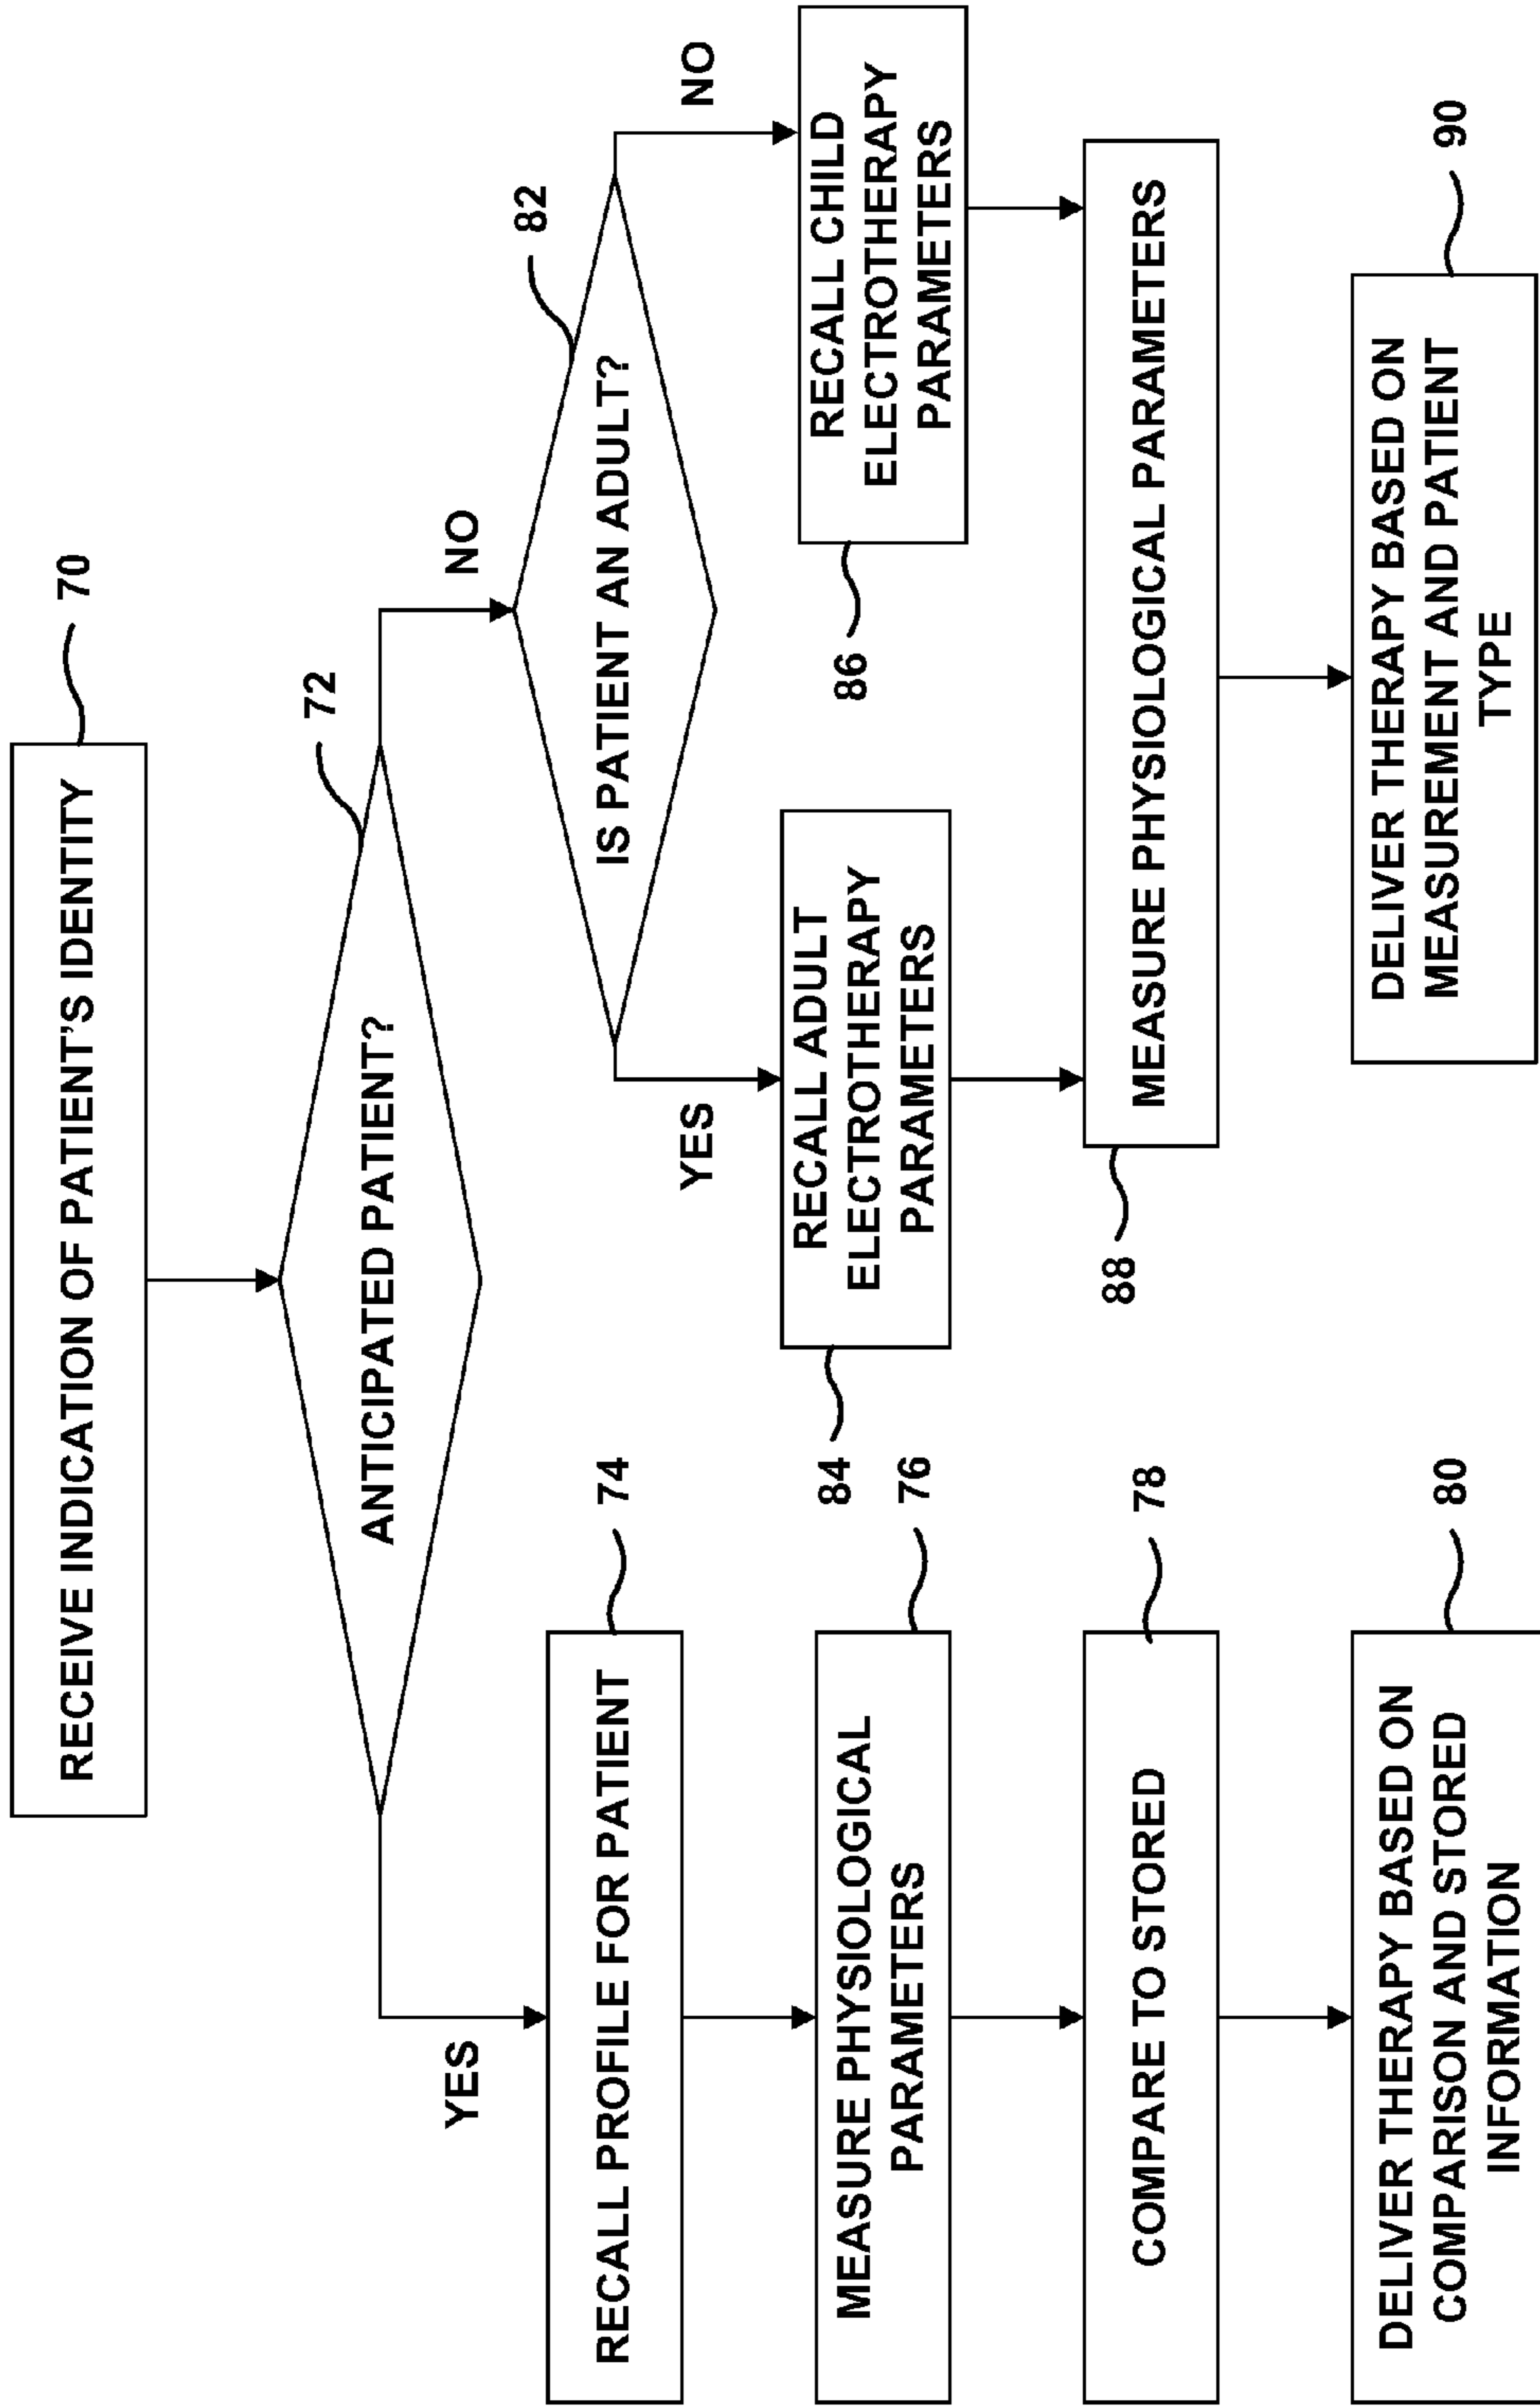 RECEIVE INDICATION OF PATIENT'S IDENTITY
70
72
ANTICIPATED PATIENT?
YES
NO
82
IS PATIENT AN ADULT?
YES
NO
RECALL PROFILE FOR PATIENT
74
MEASURE PHYSIOLOGICAL
PARAMETERS
76
COMPARE TO STORED
78
DELIVER THERAPY BASED ON
COMPARISON AND STORED
INFORMATION
80
84
RECALL ADULT
ELECTROTHERAPY
PARAMETERS
86
RECALL CHILD
ELECTROTHERAPY
PARAMETERS
88
MEASURE PHYSIOLOGICAL PARAMETERS
DELIVER THERAPY BASED ON
MEASUREMENT AND PATIENT
TYPE
90